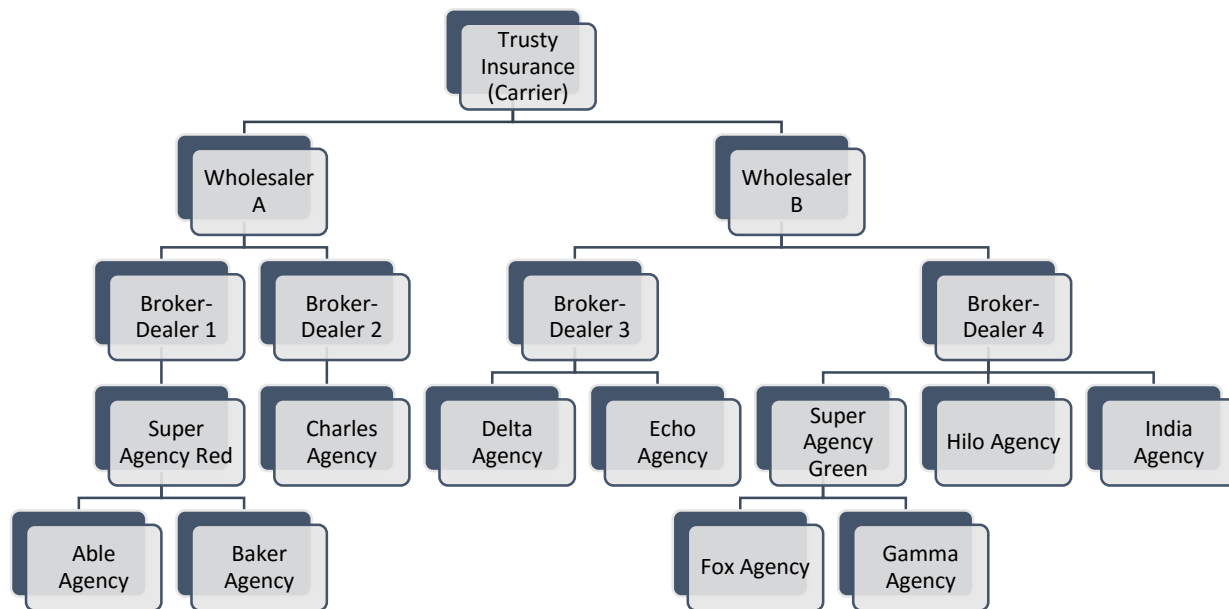 Trusty
Insurance
(Carrier)
Wholesaler
A
Wholesaler
B
Broker-
Dealer 1
Broker-
Dealer 2
Broker-
Dealer 3
Broker-
Dealer 4
Super
Agency Red
Charles
Agency
Delta
Agency
Echo
Agency
Super
Agency
Green
Hilo Agency
India
Agency
Able
Agency
Baker
Agency
Fox Agency
Gamma
Agency